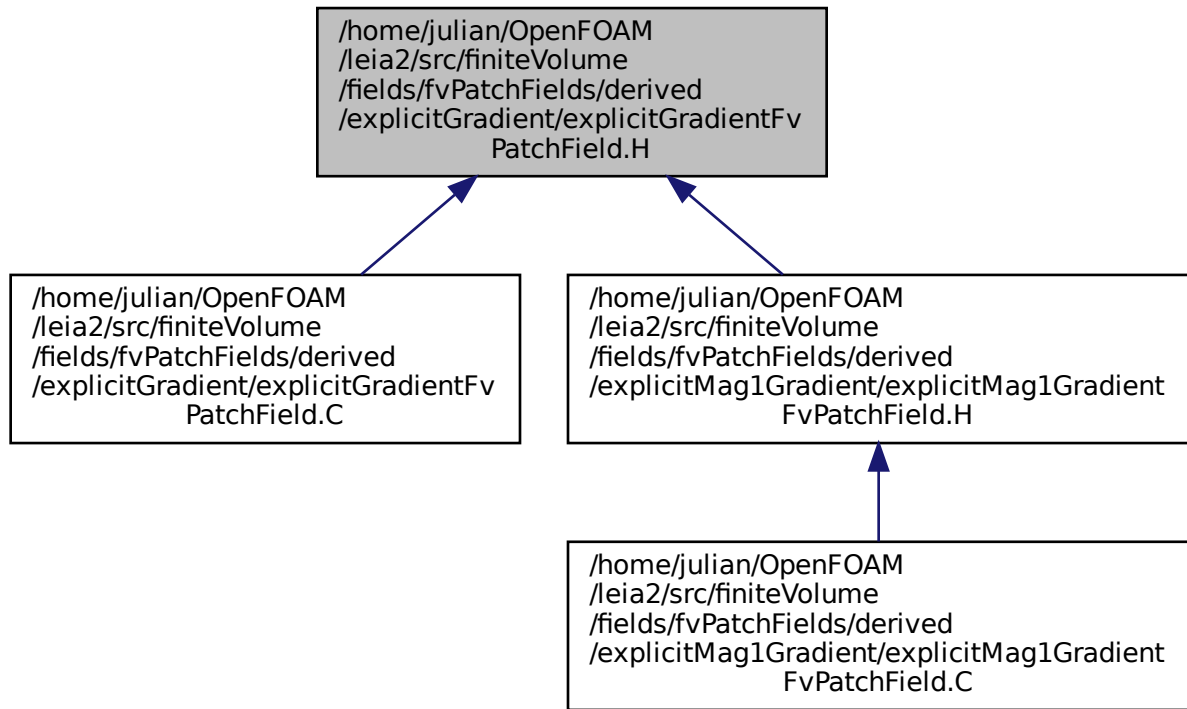 /home/julian/OpenFOAM
/leia2/src/finiteVolume
/fields/fvPatchFields/derived
/explicitGradient/explicitGradientFv
PatchField.H
/home/julian/OpenFOAM
/leia2/src/finiteVolume
/fields/fvPatchFields/derived
/explicitGradient/explicitGradientFv
PatchField.C
/home/julian/OpenFOAM
/leia2/src/finiteVolume
/fields/fvPatchFields/derived
/explicitMag1Gradient/explicitMag1Gradient
FvPatchField.H
/home/julian/OpenFOAM
/leia2/src/finiteVolume
/fields/fvPatchFields/derived
/explicitMag1Gradient/explicitMag1Gradient
FvPatchField.C